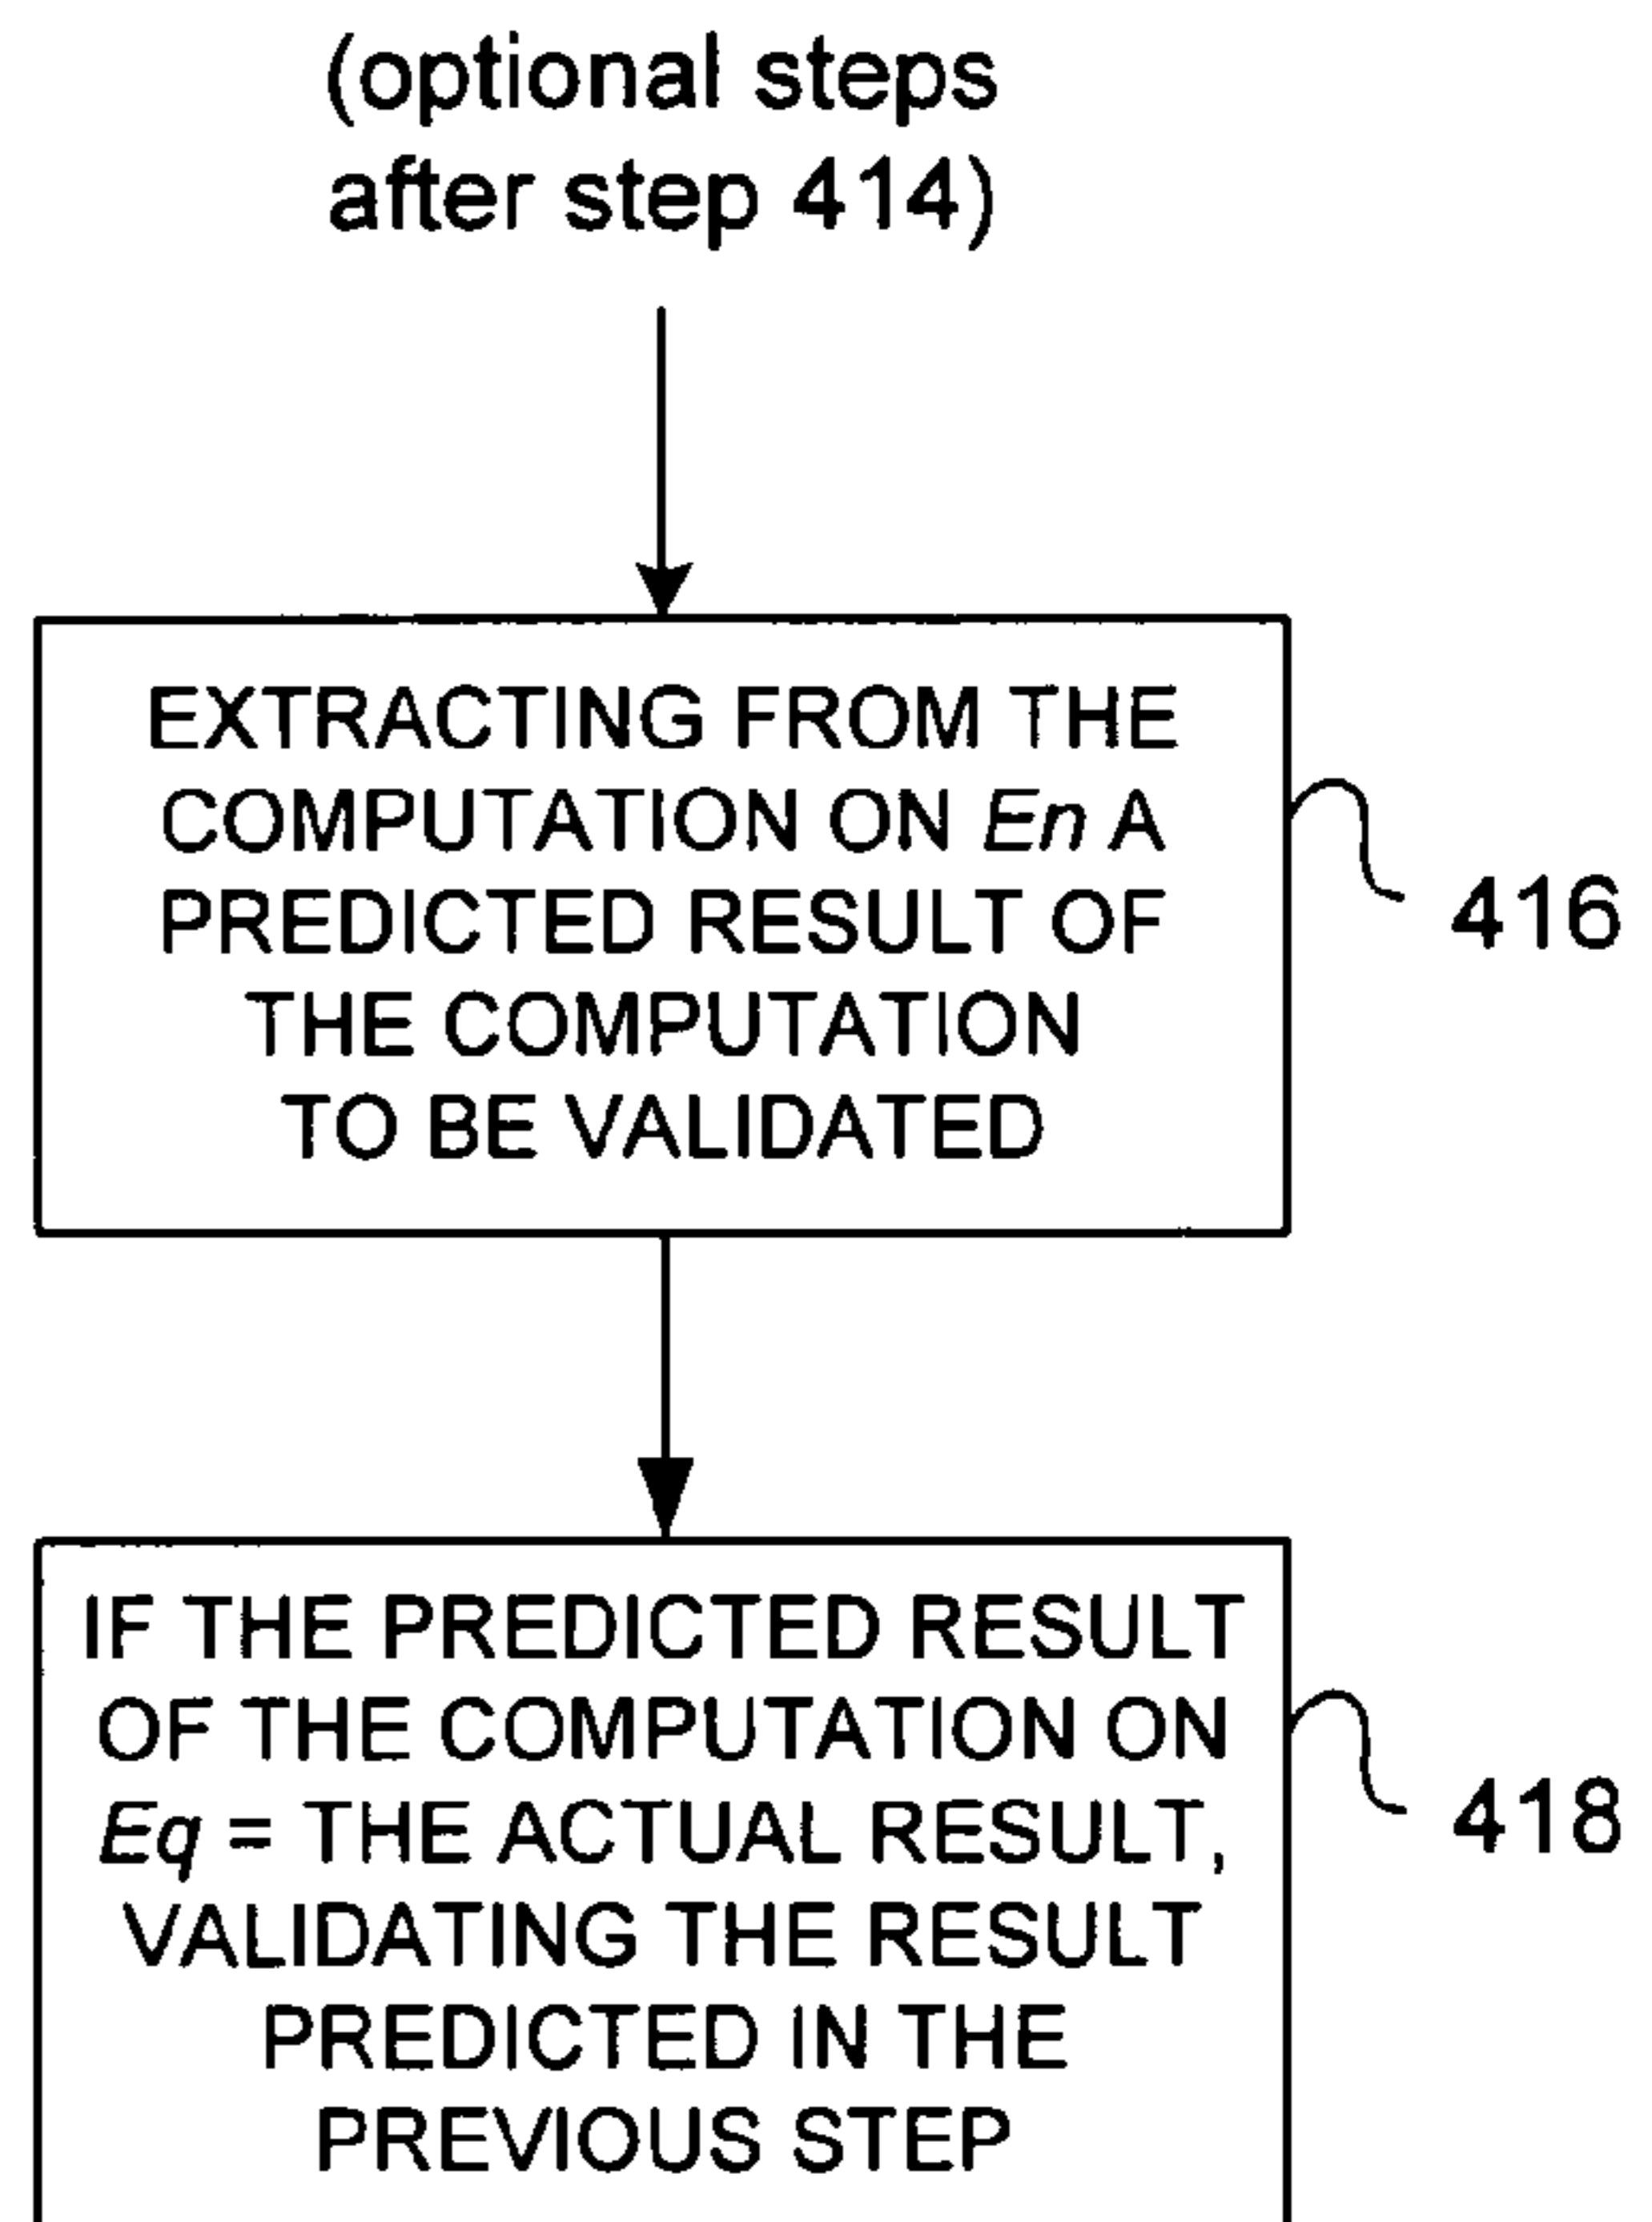 (optional steps
after step 414)
EXTRACTING FROM THE
COMPUTATION ON En A
PREDICTED RESULT OF
THE COMPUTATION
TO BE VALIDATED
416
IF THE PREDICTED RESULT
OF THE COMPUTATION ON
Eq = THE ACTUAL RESULT,
VALIDATING THE RESULT
PREDICTED IN THE
PREVIOUS STEP
418